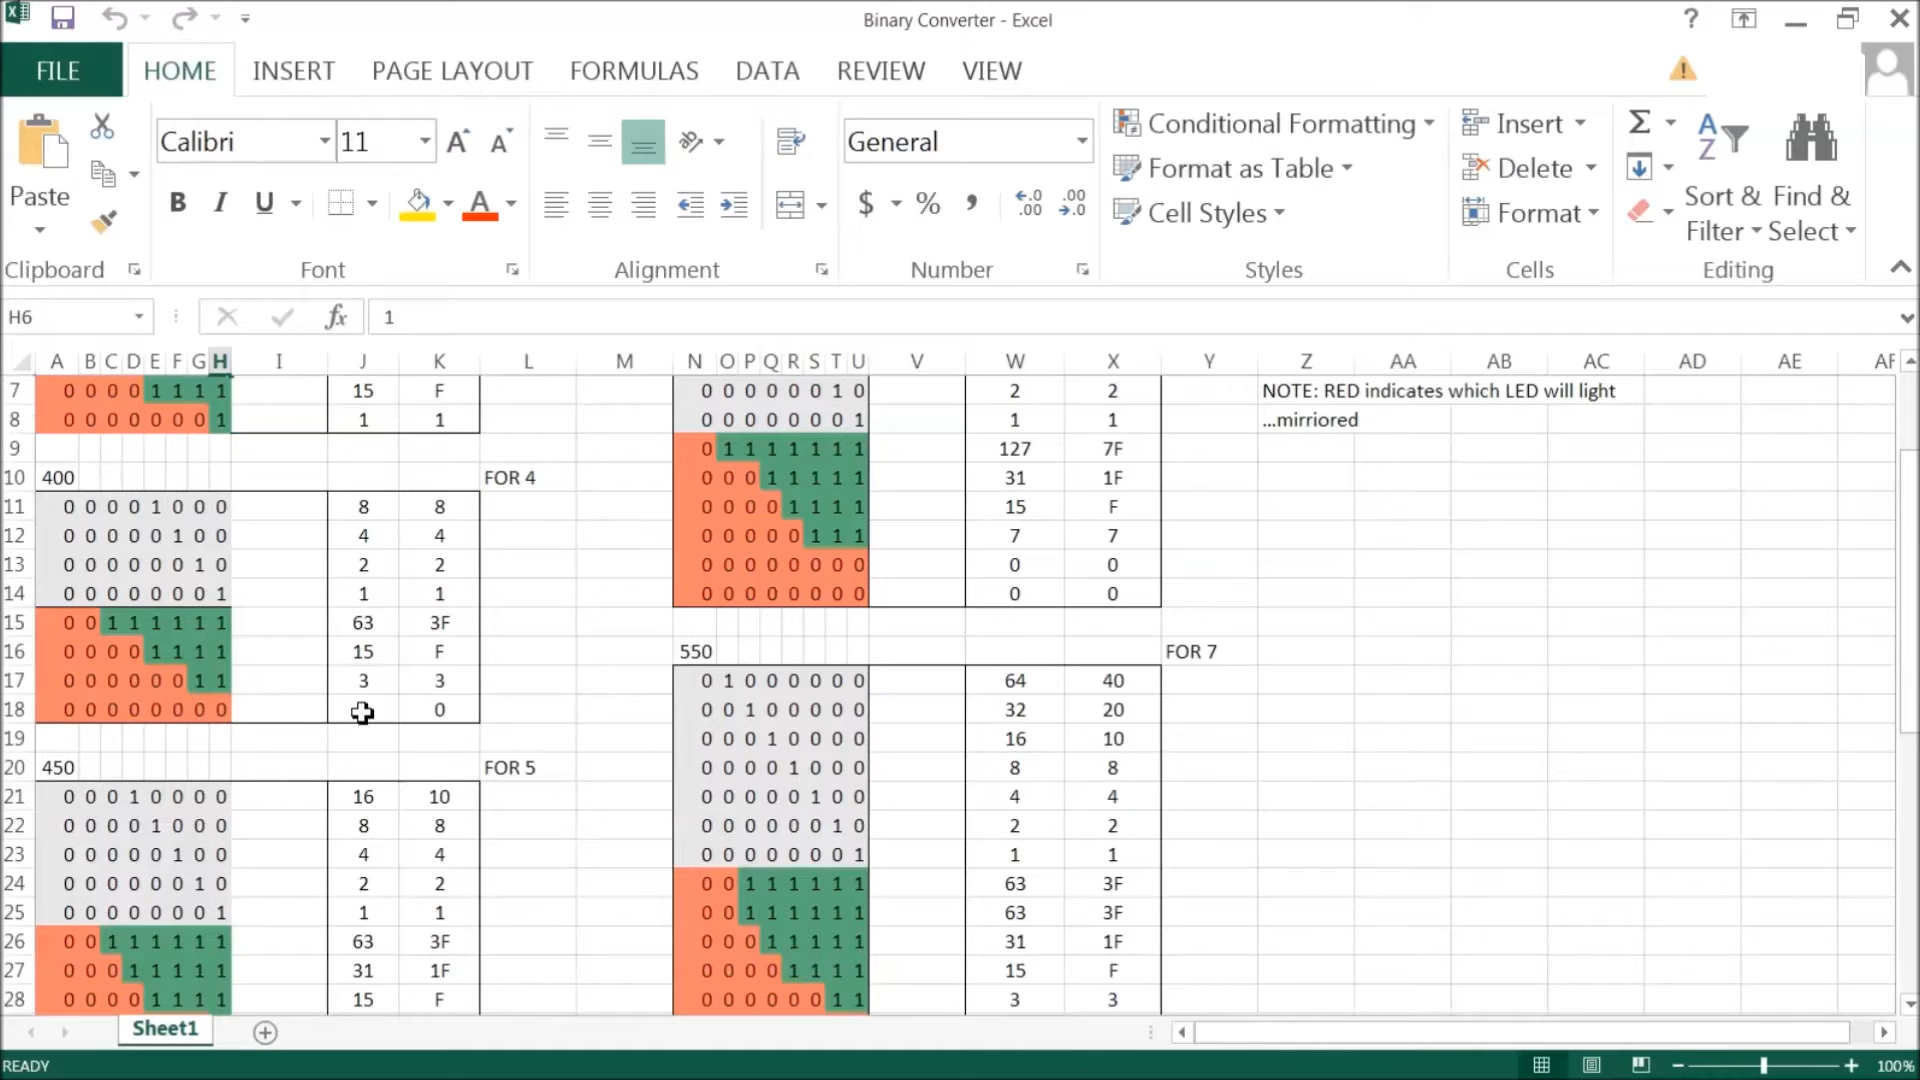 Binary Converter - Excel
?
FILE HOME INSERT PAGE LAYOUT FORMULAS DATA REVIEW VIEW
Paste
Calibri 11
General
B I U
$ % ,
Conditional Formatting
Format as Table
Cell Styles
Insert
Delete
Format
Sort & Filter
Find & Select
Clipboard Font Alignment Number Styles Cells Editing
H6 fx 1
A B C D E F G H I J K L M N O P Q R S T U V W X Y Z AA AB AC AD AE AF
7 0 0 0 0 1 1 1 1 15 F 0 0 0 0 0 0 1 0 2 2 NOTE: RED indicates which LED will light
8 0 0 0 0 0 0 0 1 1 1 0 0 0 0 0 0 0 1 1 1 ...mirriored
9 0 1 1 1 1 1 1 1 127 7F
10 400 FOR 4 0 0 0 1 1 1 1 1 31 1F
11 0 0 0 0 1 0 0 0 8 8 0 0 0 0 1 1 1 1 15 F
12 0 0 0 0 0 1 0 0 4 4 0 0 0 0 0 1 1 1 7 7
13 0 0 0 0 0 0 1 0 2 2 0 0 0 0 0 0 0 0 0 0
14 0 0 0 0 0 0 0 1 1 1 0 0 0 0 0 0 0 0 0 0
15 0 0 1 1 1 1 1 1 63 3F
16 0 0 0 0 1 1 1 1 15 F 550 FOR 7
17 0 0 0 0 0 0 1 1 3 3 0 1 0 0 0 0 0 0 64 40
18 0 0 0 0 0 0 0 0 0 0 0 1 0 0 0 0 0 32 20
19 0 0 0 1 0 0 0 0 16 10
20 450 FOR 5 0 0 0 0 1 0 0 0 8 8
21 0 0 0 1 0 0 0 0 16 10 0 0 0 0 0 1 0 0 4 4
22 0 0 0 0 1 0 0 0 8 8 0 0 0 0 0 0 1 0 2 2
23 0 0 0 0 0 1 0 0 4 4 0 0 0 0 0 0 0 1 1 1
24 0 0 0 0 0 0 1 0 2 2 0 0 1 1 1 1 1 1 63 3F
25 0 0 0 0 0 0 0 1 1 1 0 0 1 1 1 1 1 1 63 3F
26 0 0 1 1 1 1 1 1 63 3F 0 0 0 1 1 1 1 1 31 1F
27 0 0 0 1 1 1 1 1 31 1F 0 0 0 0 1 1 1 1 15 F
28 0 0 0 0 1 1 1 1 15 F 0 0 0 0 0 0 1 1 3 3
Sheet1
READY 100%